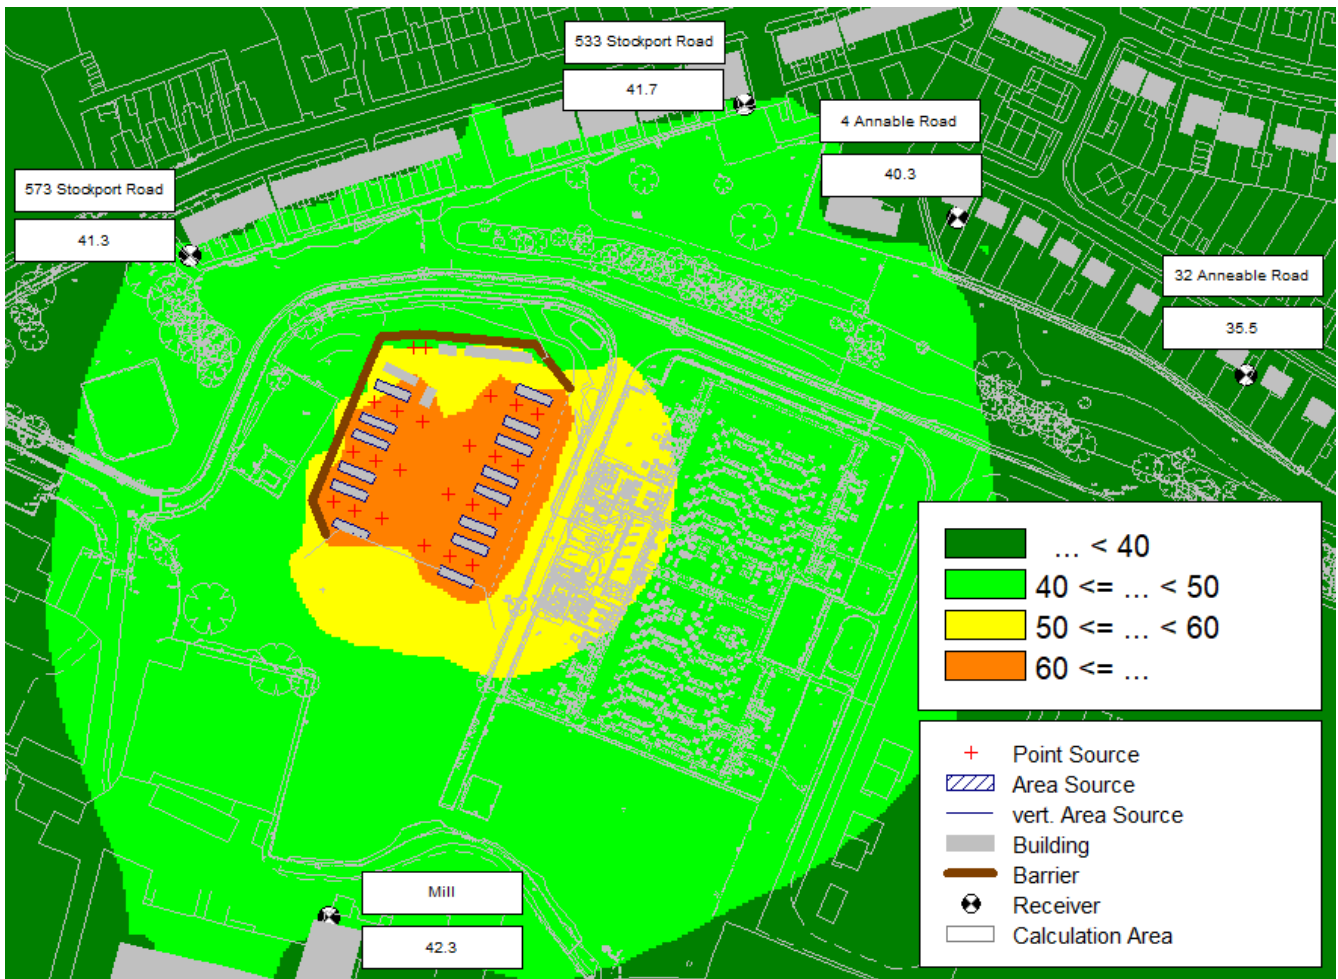 533 Stockport Road
41.7
4 Annable Road
40.3
573 Stockport Road
41.3
32 Anneable Road
35.5
... < 40
40 <= ... < 50
50 <= ... < 60
60 <= ...
Point Source
Area Source
vert. Area Source
Building
Barrier
Receiver
Calculation Area
Mill
42.3